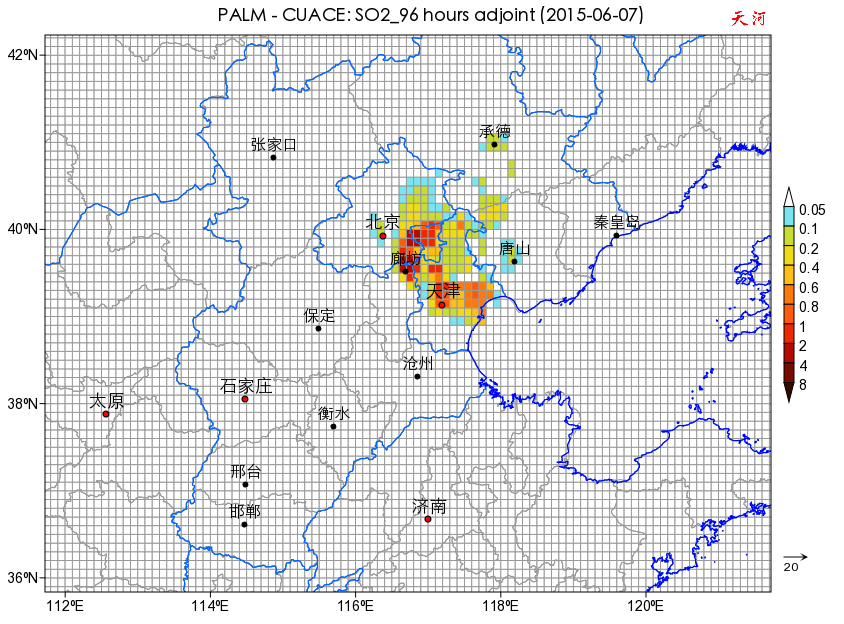 PALM - CUACE: SO2_96 hours adjoint (2015-06-07)
天河
42°N
承德
张家口
0.05
北京
秦皇岛
0.1
40°N
唐山
0.2
廊坊
0.4
天津
0.6
保定
0.8
1
2
沧州
4
石家庄
8
太原
38°N
衡水
邢台
济南
邯郸
20
36°N
112°E
114°E
116°E
118°E
120°E